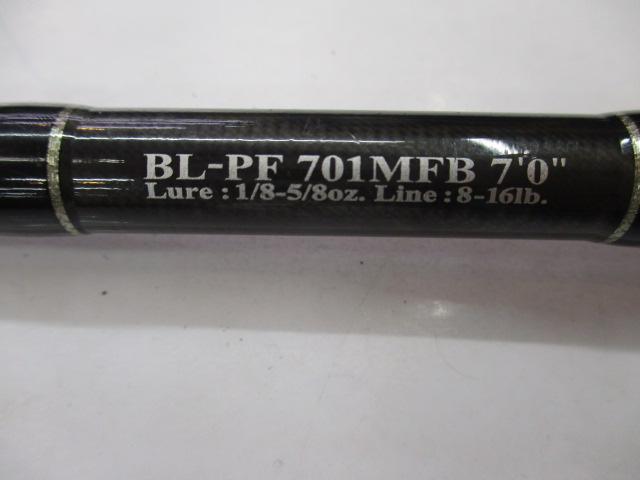 BL-PF 701MFB 7'0"
Lure : 1/8-5/8oz. Line : 8-16lb.